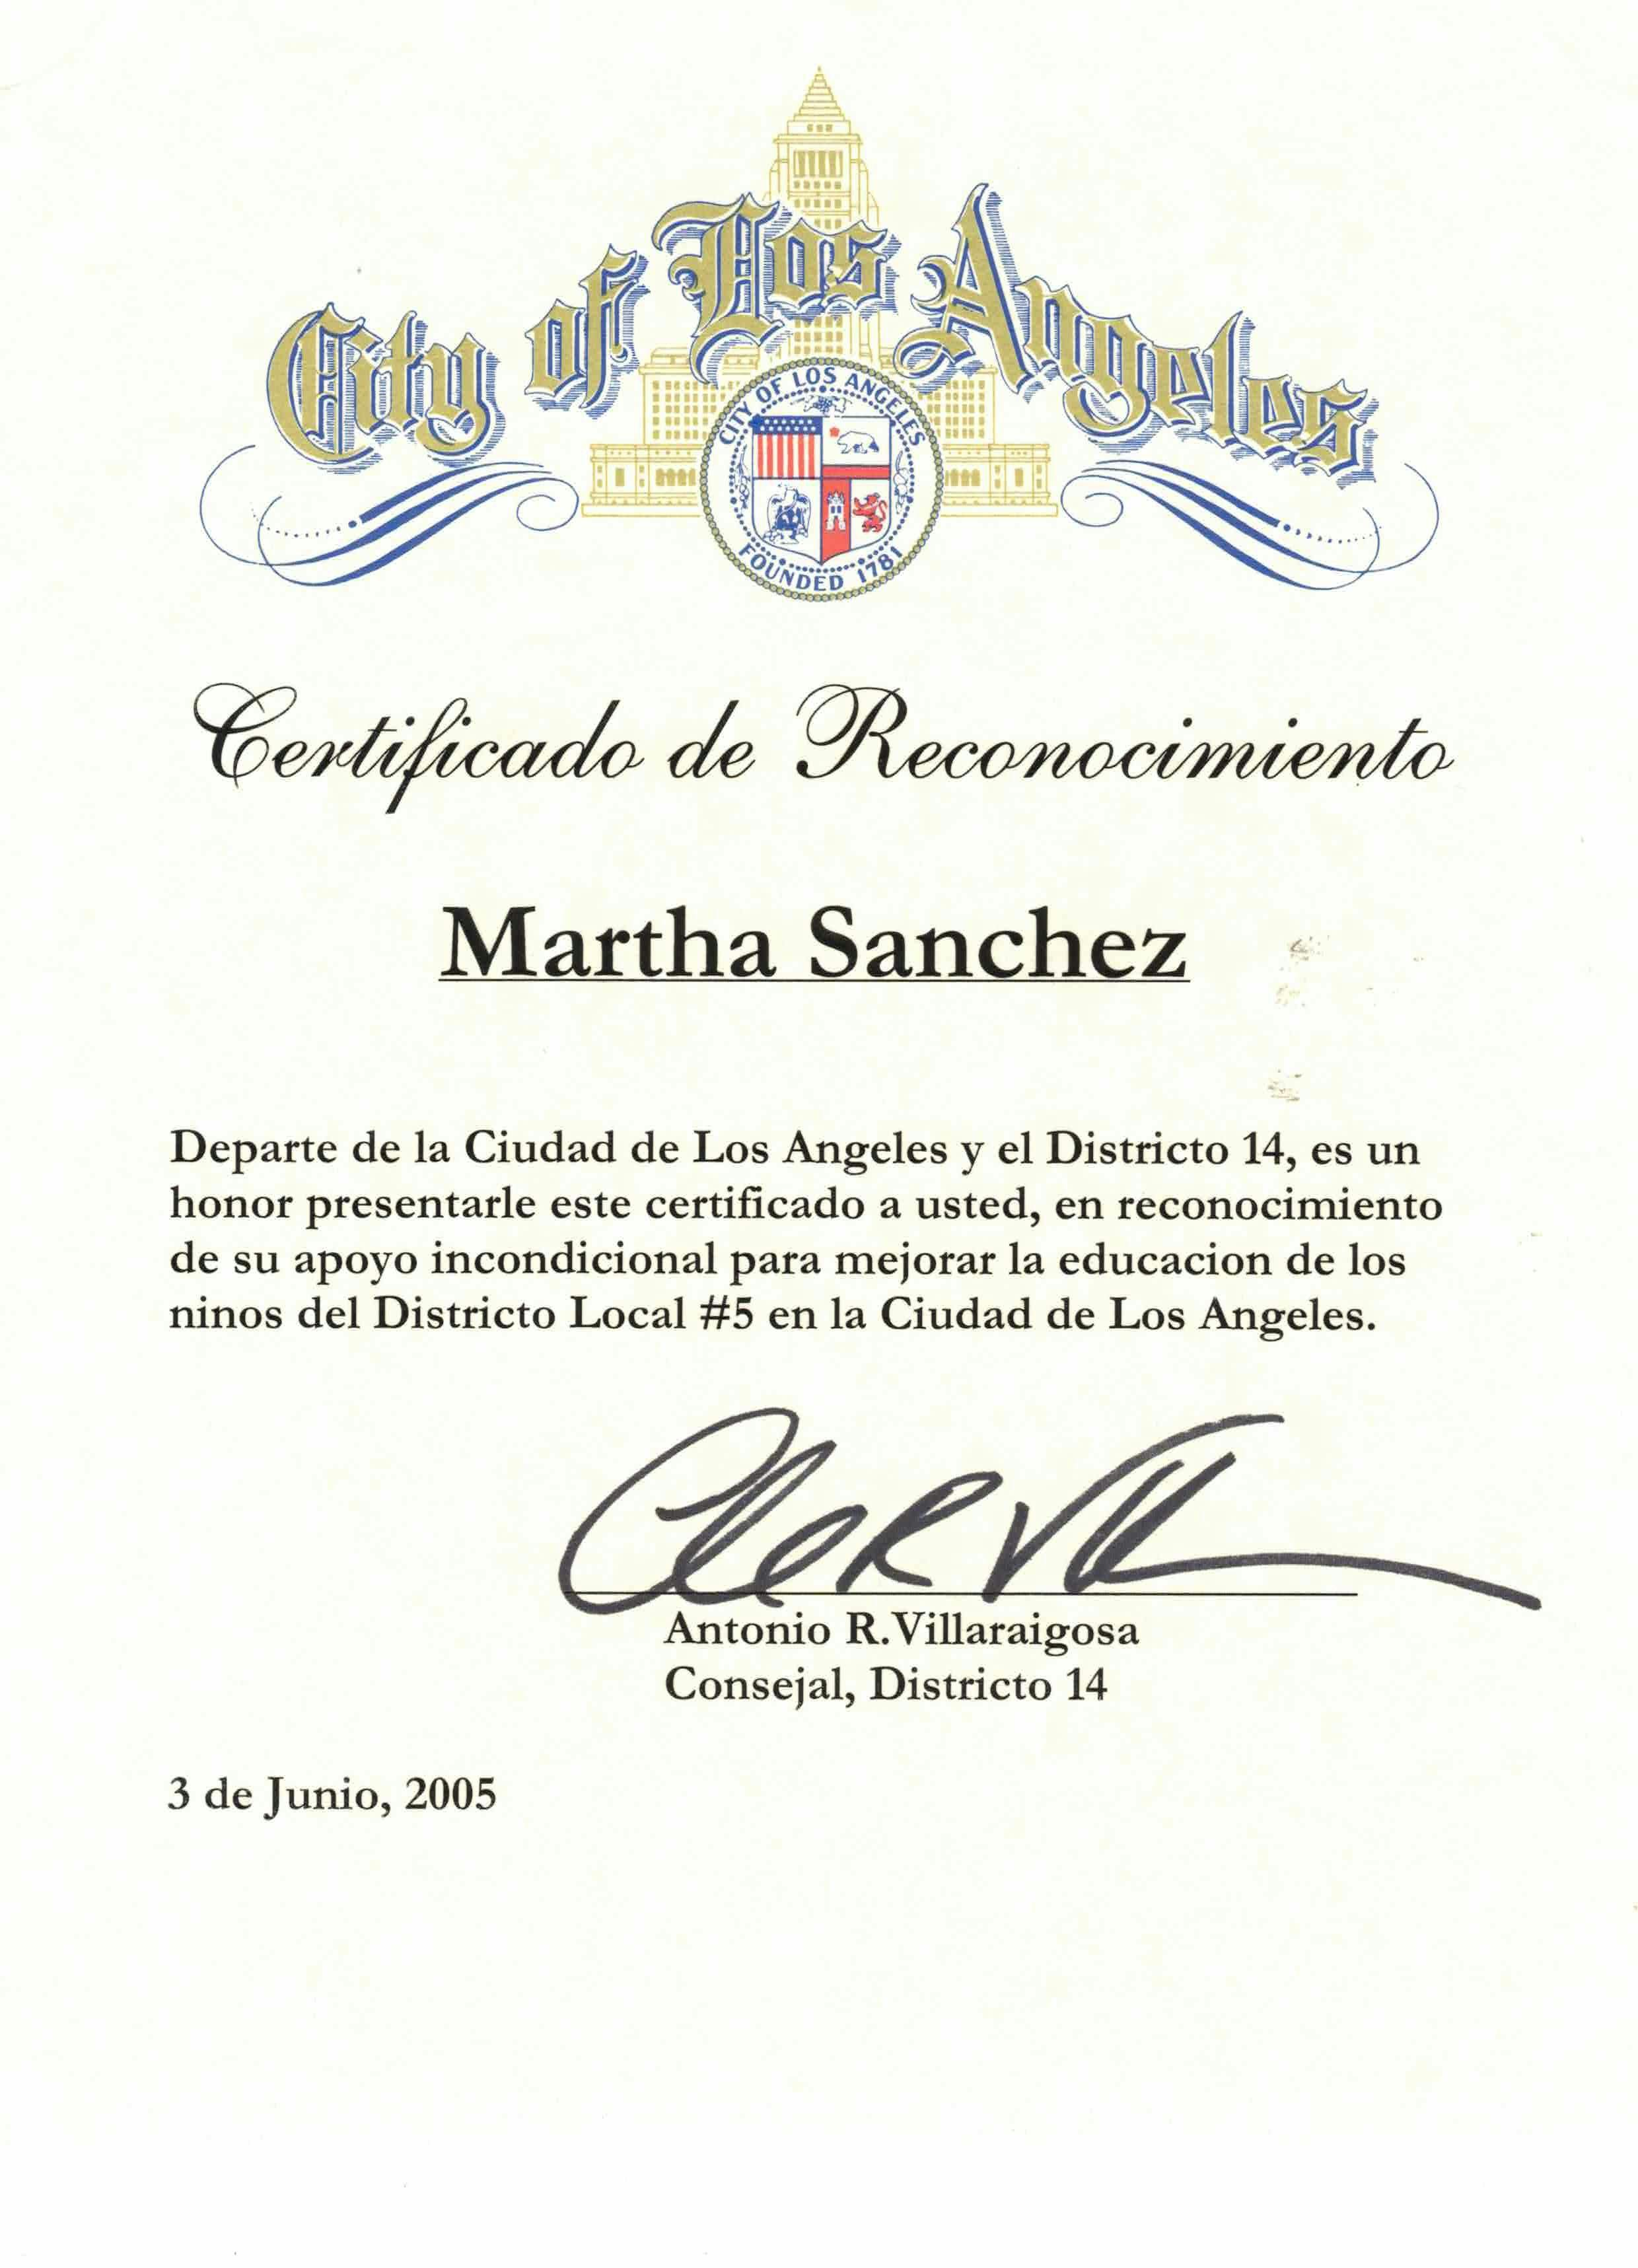 City of Los Angeles
CITY OF LOS ANGELES
FOUNDED 1781
Certificado de Reconocimiento
Martha Sanchez
Departe de la Ciudad de Los Angeles y el Districto 14, es un
honor presentarle este certificado a usted, en reconocimiento
de su apoyo incondicional para mejorar la educacion de los
ninos del Districto Local #5 en la Ciudad de Los Angeles.
Antonio R.Villaraigosa
Consejal, Districto 14
3 de Junio, 2005